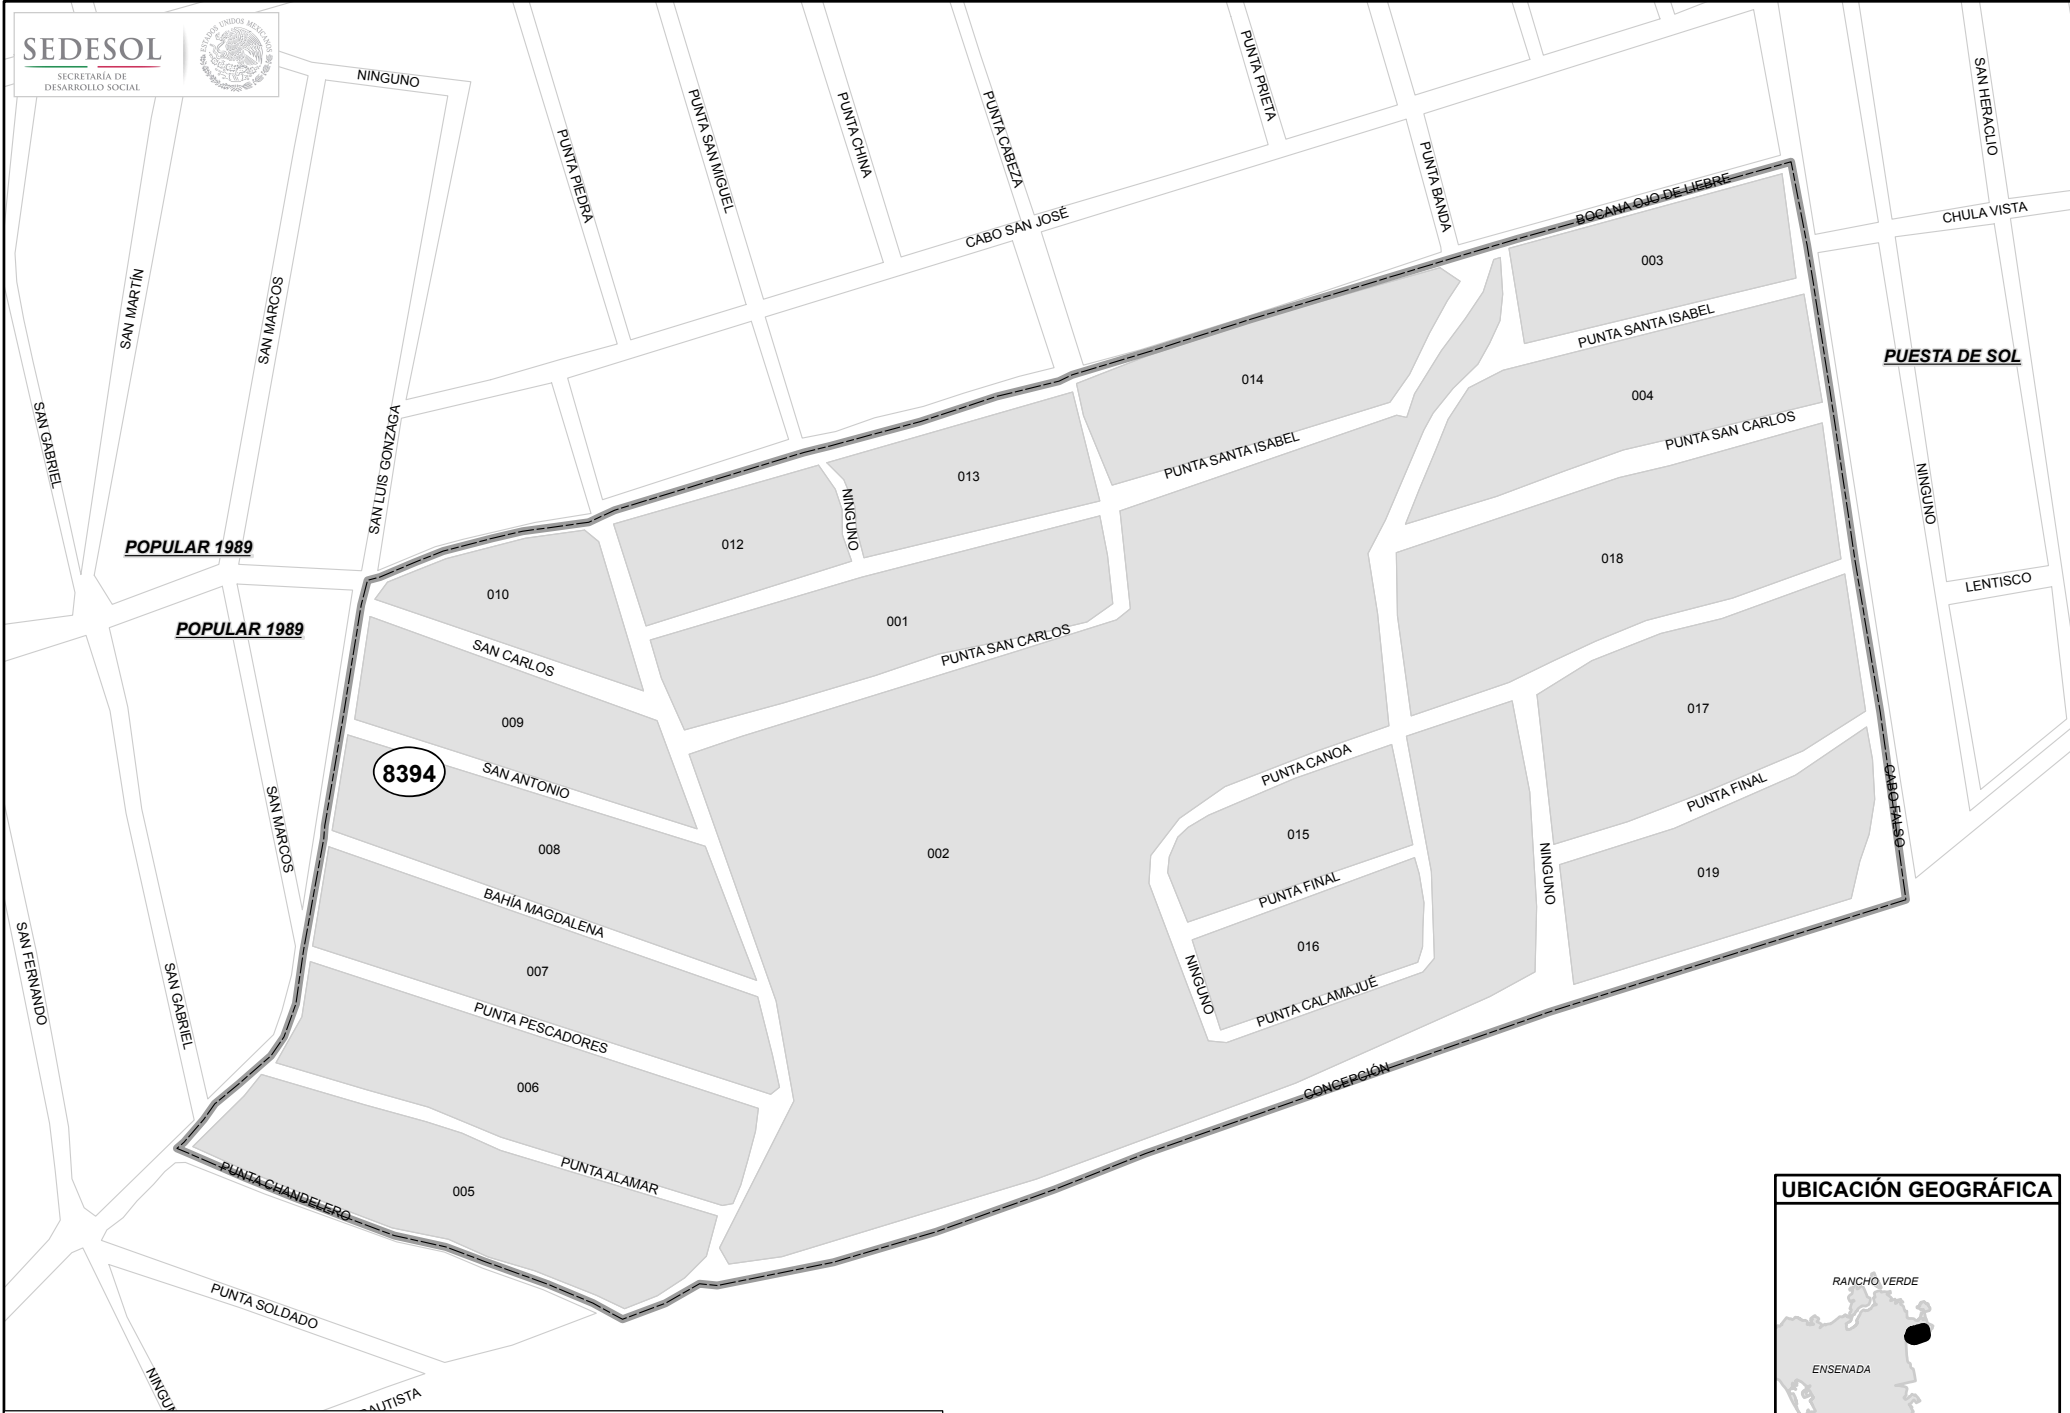 SEDESOL
SECRETARÍA DE
DESARROLLO SOCIAL
ESTADOS UNIDOS MEXICANOS
NINGUNO
PUNTA PIEDRA
PUNTA SAN MIGUEL
PUNTA CHINA
PUNTA CABEZA
PUNTA PRIETA
PUNTA BANDA
SAN HERACLIO
CABO SAN JOSÉ
BOCANA OJO DE LIEBRE
CHULA VISTA
SAN MARTÍN
SAN MARCOS
SAN GABRIEL
SAN LUIS GONZAGA
003
PUNTA SANTA ISABEL
PUESTA DE SOL
014
004
PUNTA SAN CARLOS
PUNTA SANTA ISABEL
013
NINGUNO
012
NINGUNO
POPULAR 1989
018
LENTISCO
010
001
POPULAR 1989
PUNTA SAN CARLOS
SAN CARLOS
009
017
8394
SAN ANTONIO
PUNTA CANOA
PUNTA FINAL
CABO FALSO
SAN MARCOS
008
002
015
NINGUNO
019
PUNTA FINAL
BAHÍA MAGDALENA
016
007
SAN FERNANDO
SAN GABRIEL
NINGUNO
PUNTA CALAMAJUÉ
PUNTA PESCADORES
006
CONCEPCIÓN
PUNTA ALAMAR
005
PUNTA CHANDELERO
PUNTA SOLDADO
UBICACIÓN GEOGRÁFICA
RANCHO VERDE
ENSENADA
NINGUN
AUTISTA